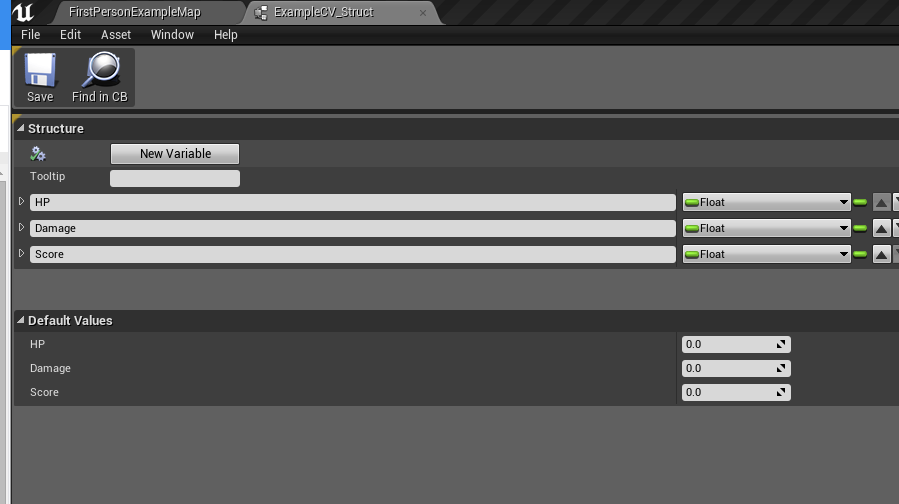 FirstPersonExampleMap
ExampleCV_Struct
File Edit Asset Window Help
Save Find in CB
Structure
New Variable
Tooltip
HP Float
Damage Float
Score Float
Default Values
HP 0.0
Damage 0.0
Score 0.0